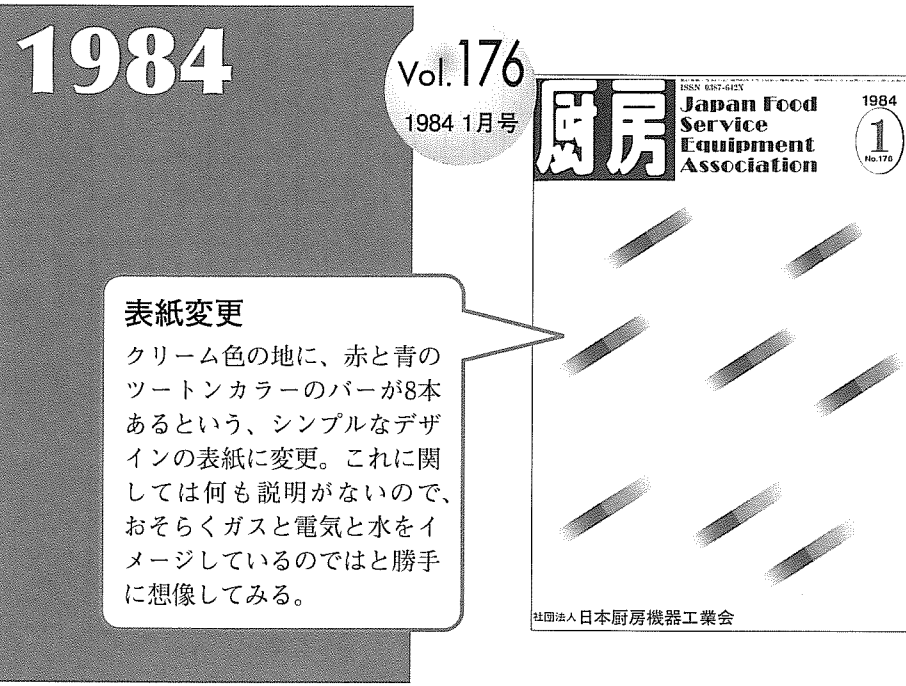 1984
Vol.176
1984 1月号
表紙変更
クリーム色の地に、赤と青の
ツートンカラーのバーが8本
あるという、シンプルなデザ
インの表紙に変更。これに関
しては何も説明がないので、
おそらくガスと電気と水をイ
メージしているのではと勝手
に想像してみる。
ISSN 0387-642X
厨房
Japan Food
Service
Equipment
Association
1984
1
No.176
社団法人日本厨房機器工業会